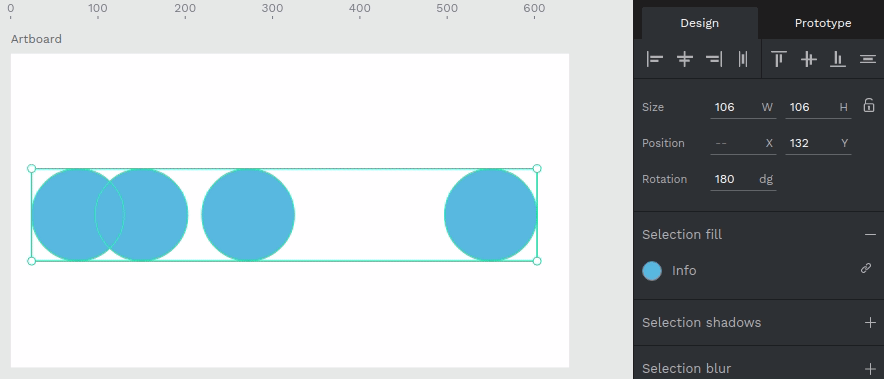 0 100 200 300 400 500 600
Artboard
Design Prototype
Size 106 W 106 H
Position -- X 132 Y
Rotation 180 dg
Selection fill
Info
Selection shadows
Selection blur